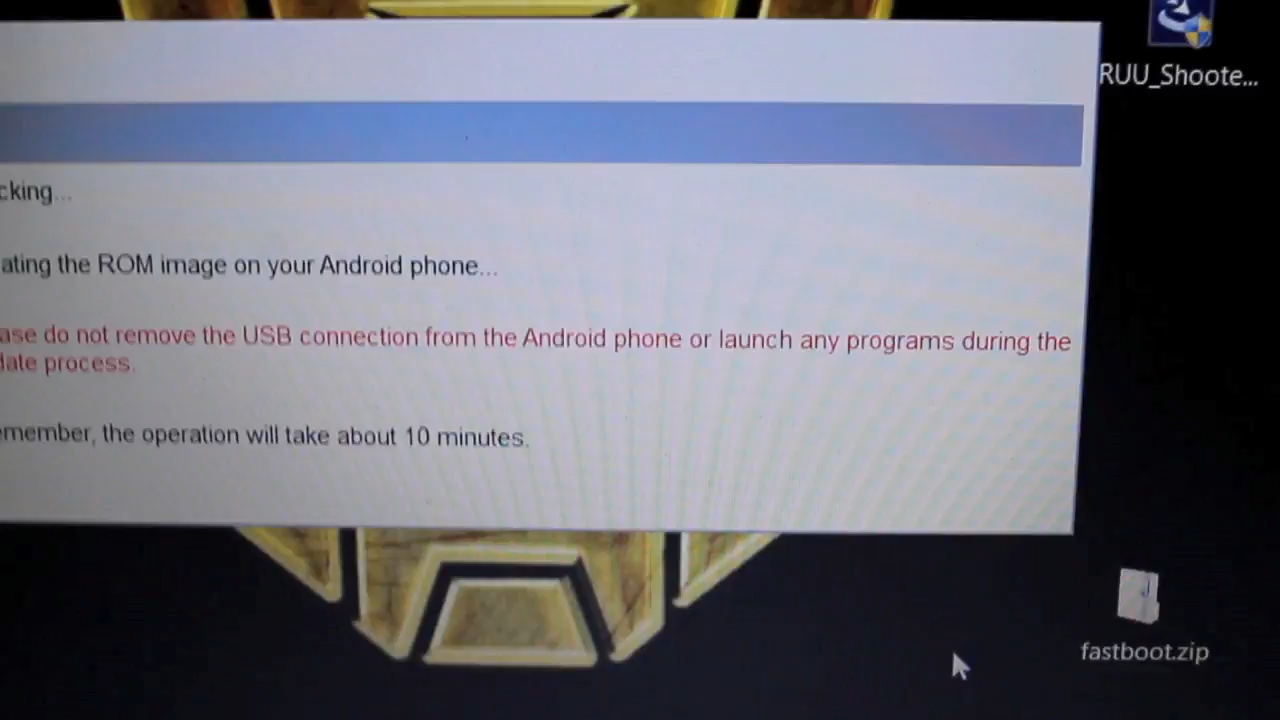 RUU_Shoote...
cking...
ating the ROM image on your Android phone...
ase do not remove the USB connection from the Android phone or launch any programs during the
date process.
emember, the operation will take about 10 minutes.
fastboot.zip